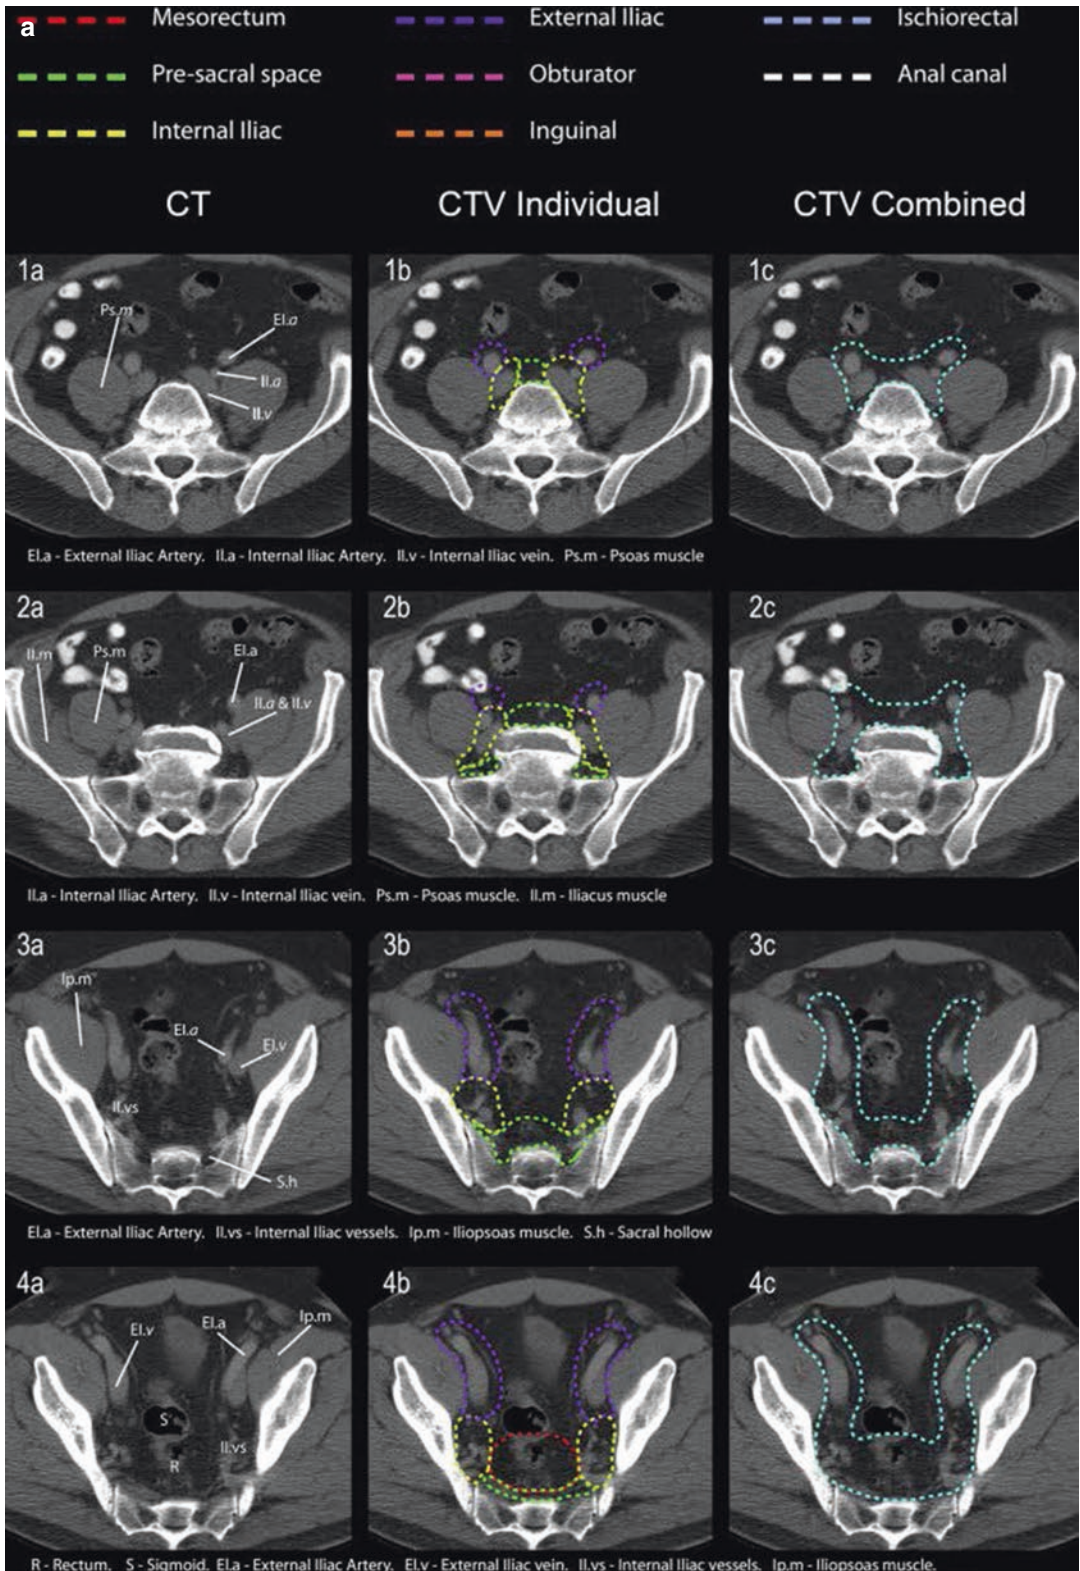 a
Mesorectum External Iliac Ischiorectal
Pre-sacral space Obturator Anal canal
Internal Iliac Inguinal
CT CTV Individual CTV Combined
1a 1b 1c
Ps.m
El.a
Il.a
Il.v
El.a - External Iliac Artery. Il.a - Internal Iliac Artery. Il.v - Internal Iliac vein. Ps.m - Psoas muscle
2a 2b 2c
Il.m Ps.m El.a
Il.a & Il.v
Il.a - Internal Iliac Artery. Il.v - Internal Iliac vein. Ps.m - Psoas muscle. Il.m - Iliacus muscle
3a 3b 3c
Ip.m
El.a
El.v
Il.vs
S.h
El.a - External Iliac Artery. Il.vs - Internal Iliac vessels. Ip.m - Iliopsoas muscle. S.h - Sacral hollow
4a 4b 4c
El.v El.a Ip.m
S
Il.vs
R
R - Rectum. S - Sigmoid. El.a - External Iliac Artery. El.v - External Iliac vein. Il.vs - Internal Iliac vessels. Ip.m - Iliopsoas muscle.